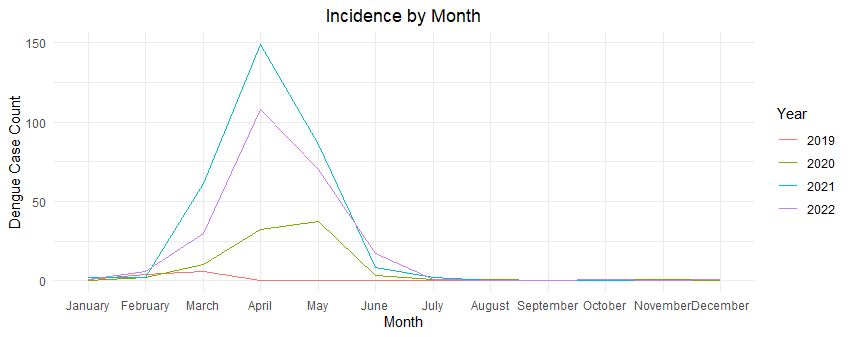 Incidence by Month
Dengue Case Count
150
100
50
0
January February March April May June July August September October November December
Month
Year
2019
2020
2021
2022